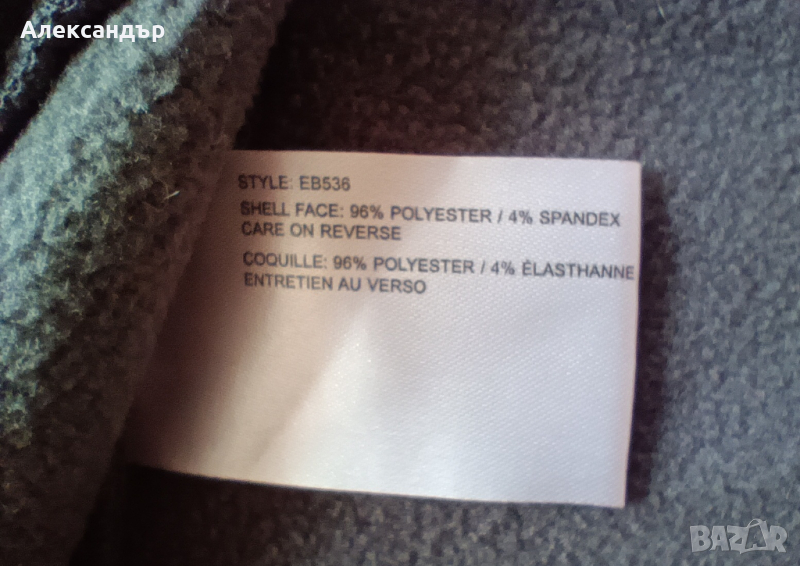 Александър
STYLE: EB536
SHELL FACE: 96% POLYESTER / 4% SPANDEX
CARE ON REVERSE
COQUILLE: 96% POLYESTER / 4% ÉLASTHANNE
ENTRETIEN AU VERSO
BAZAR